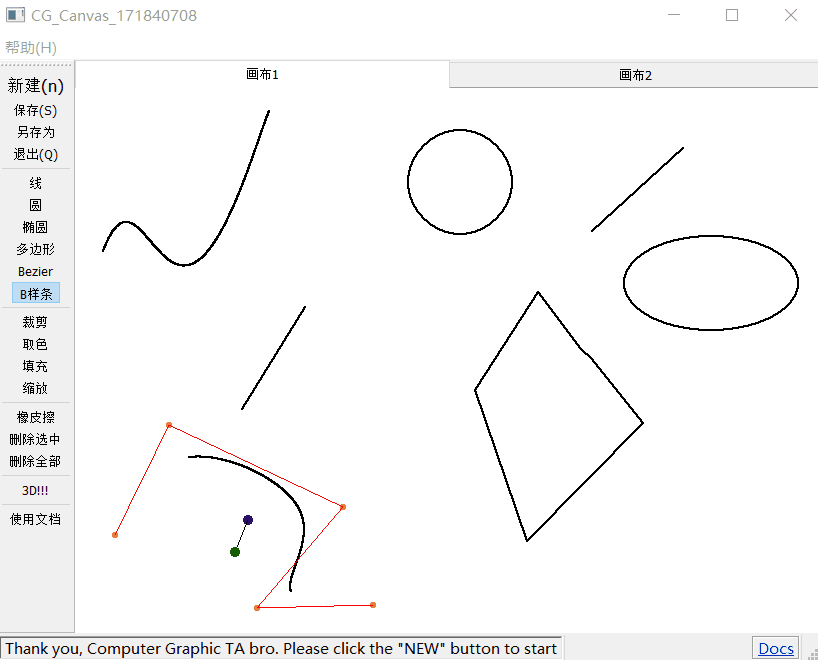 CG_Canvas_171840708
帮助(H)
新建(n)
保存(S)
另存为
退出(Q)
线
圆
椭圆
多边形
Bezier
B样条
裁剪
取色
填充
缩放
橡皮擦
删除选中
删除全部
3D!!!
使用文档
画布1
画布2
Thank you, Computer Graphic TA bro. Please click the "NEW" button to start
Docs